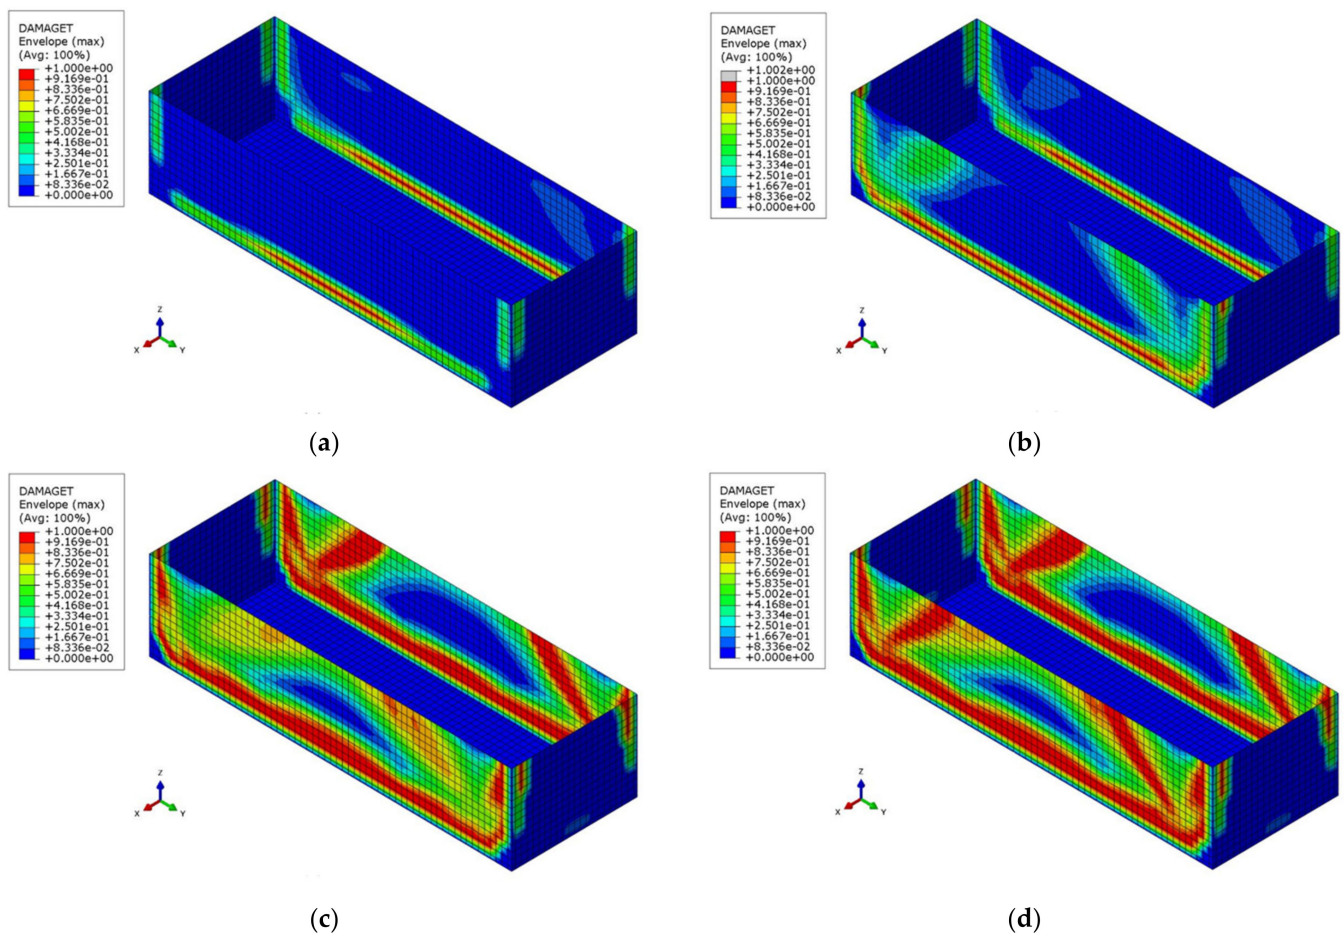 DAMAGET
Envelope (max)
(Avg: 100%)
+1.000e+00
+9.169e-01
+8.336e-01
+7.502e-01
+6.669e-01
+5.835e-01
+5.002e-01
+4.168e-01
+3.334e-01
+2.501e-01
+1.667e-01
+8.336e-02
+0.000e+00
Z
X
Y
(a)
DAMAGET
Envelope (max)
(Avg: 100%)
+1.002e+00
+1.000e+00
+9.169e-01
+8.336e-01
+7.502e-01
+6.669e-01
+5.835e-01
+5.002e-01
+4.168e-01
+3.334e-01
+2.501e-01
+1.667e-01
+8.336e-02
+0.000e+00
Z
X
Y
(b)
DAMAGET
Envelope (max)
(Avg: 100%)
+1.000e+00
+9.169e-01
+8.336e-01
+7.502e-01
+6.669e-01
+5.835e-01
+5.002e-01
+4.168e-01
+3.334e-01
+2.501e-01
+1.667e-01
+8.336e-02
+0.000e+00
Z
X
Y
(c)
DAMAGET
Envelope (max)
(Avg: 100%)
+1.000e+00
+9.169e-01
+8.336e-01
+7.502e-01
+6.669e-01
+5.835e-01
+5.002e-01
+4.168e-01
+3.334e-01
+2.501e-01
+1.667e-01
+8.336e-02
+0.000e+00
Z
X
Y
(d)